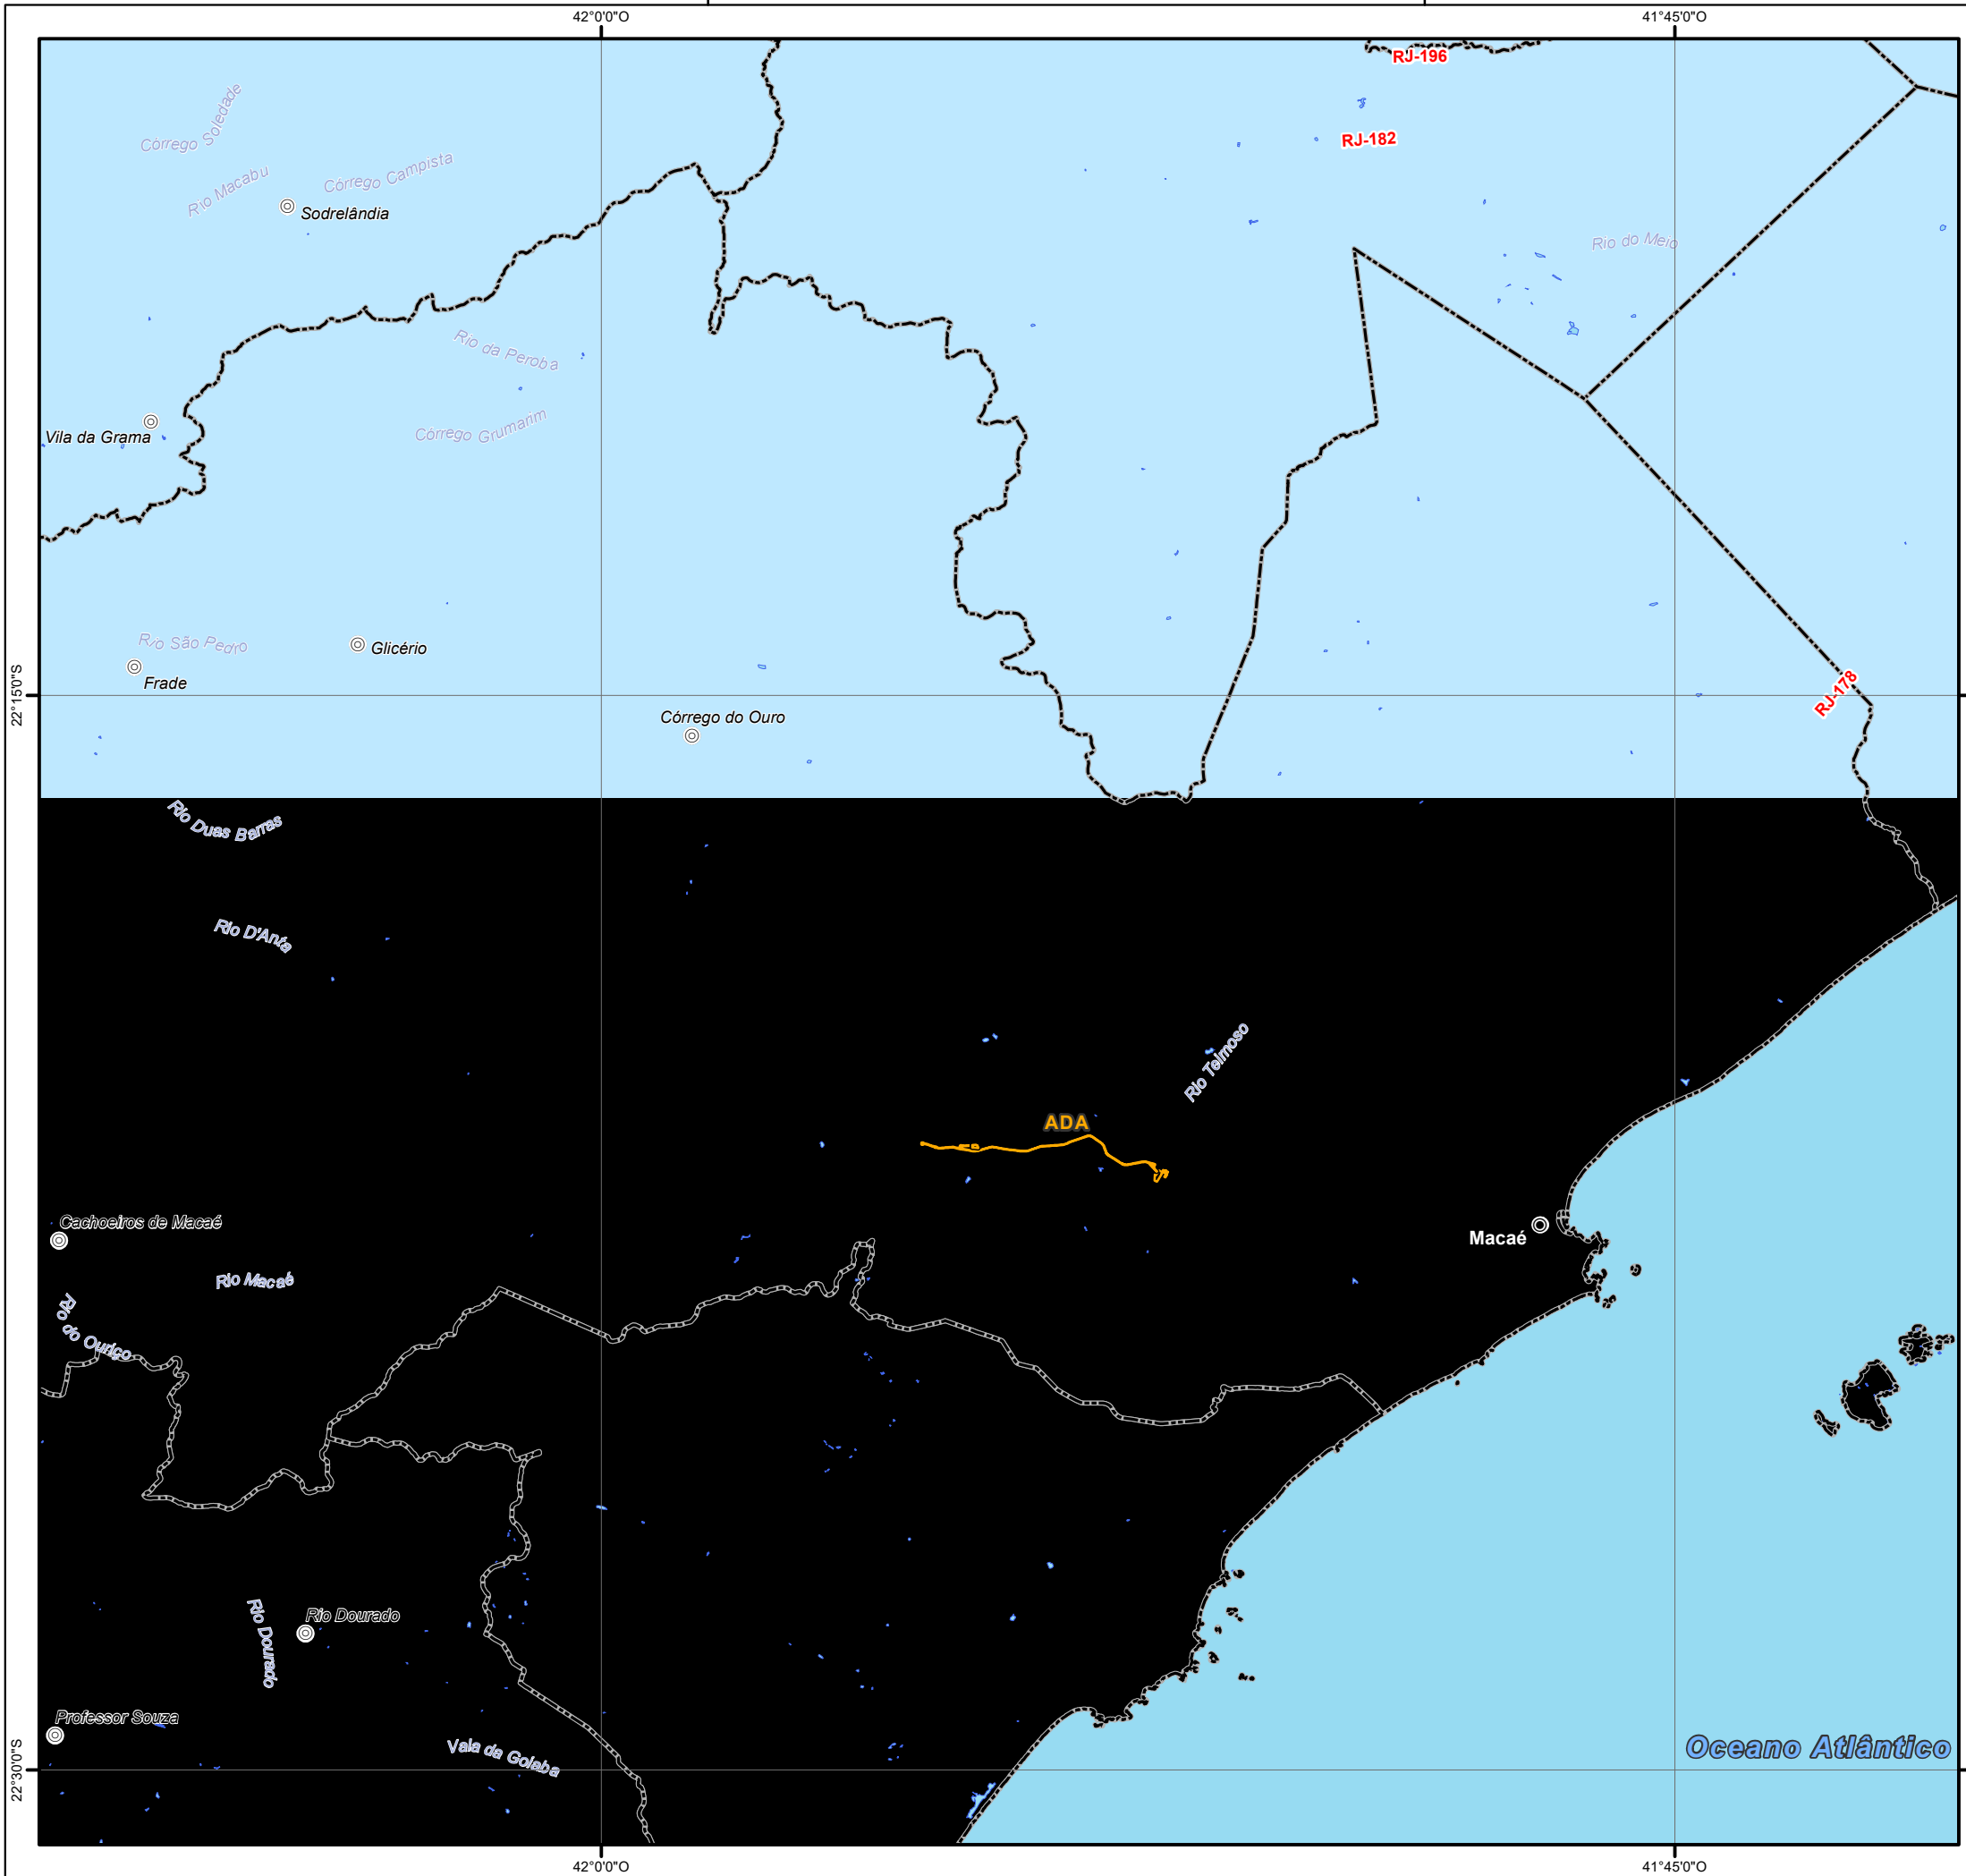 42°0'0"O
41°45'0"O
RJ-196
Córrego Soledade
RJ-182
Rio Macabu
Córrego Campista
Sodrelândia
Rio do Meio
Rio da Peroba
Vila da Grama
Córrego Grumarim
Rio São Pedro
Glicério
Frade
22°15'0"S
RJ-178
Córrego do Ouro
Rio Duas Barras
Rio D'Anta
Rio Teimoso
ADA
Cachoeiros de Macaé
Macaé
Rio Macaé
Rio do Ouriço
Rio Dourado
Rio Dourado
Professor Souza
Vala da Goiaba
Oceano Atlântico
22°30'0"S
42°0'0"O
41°45'0"O